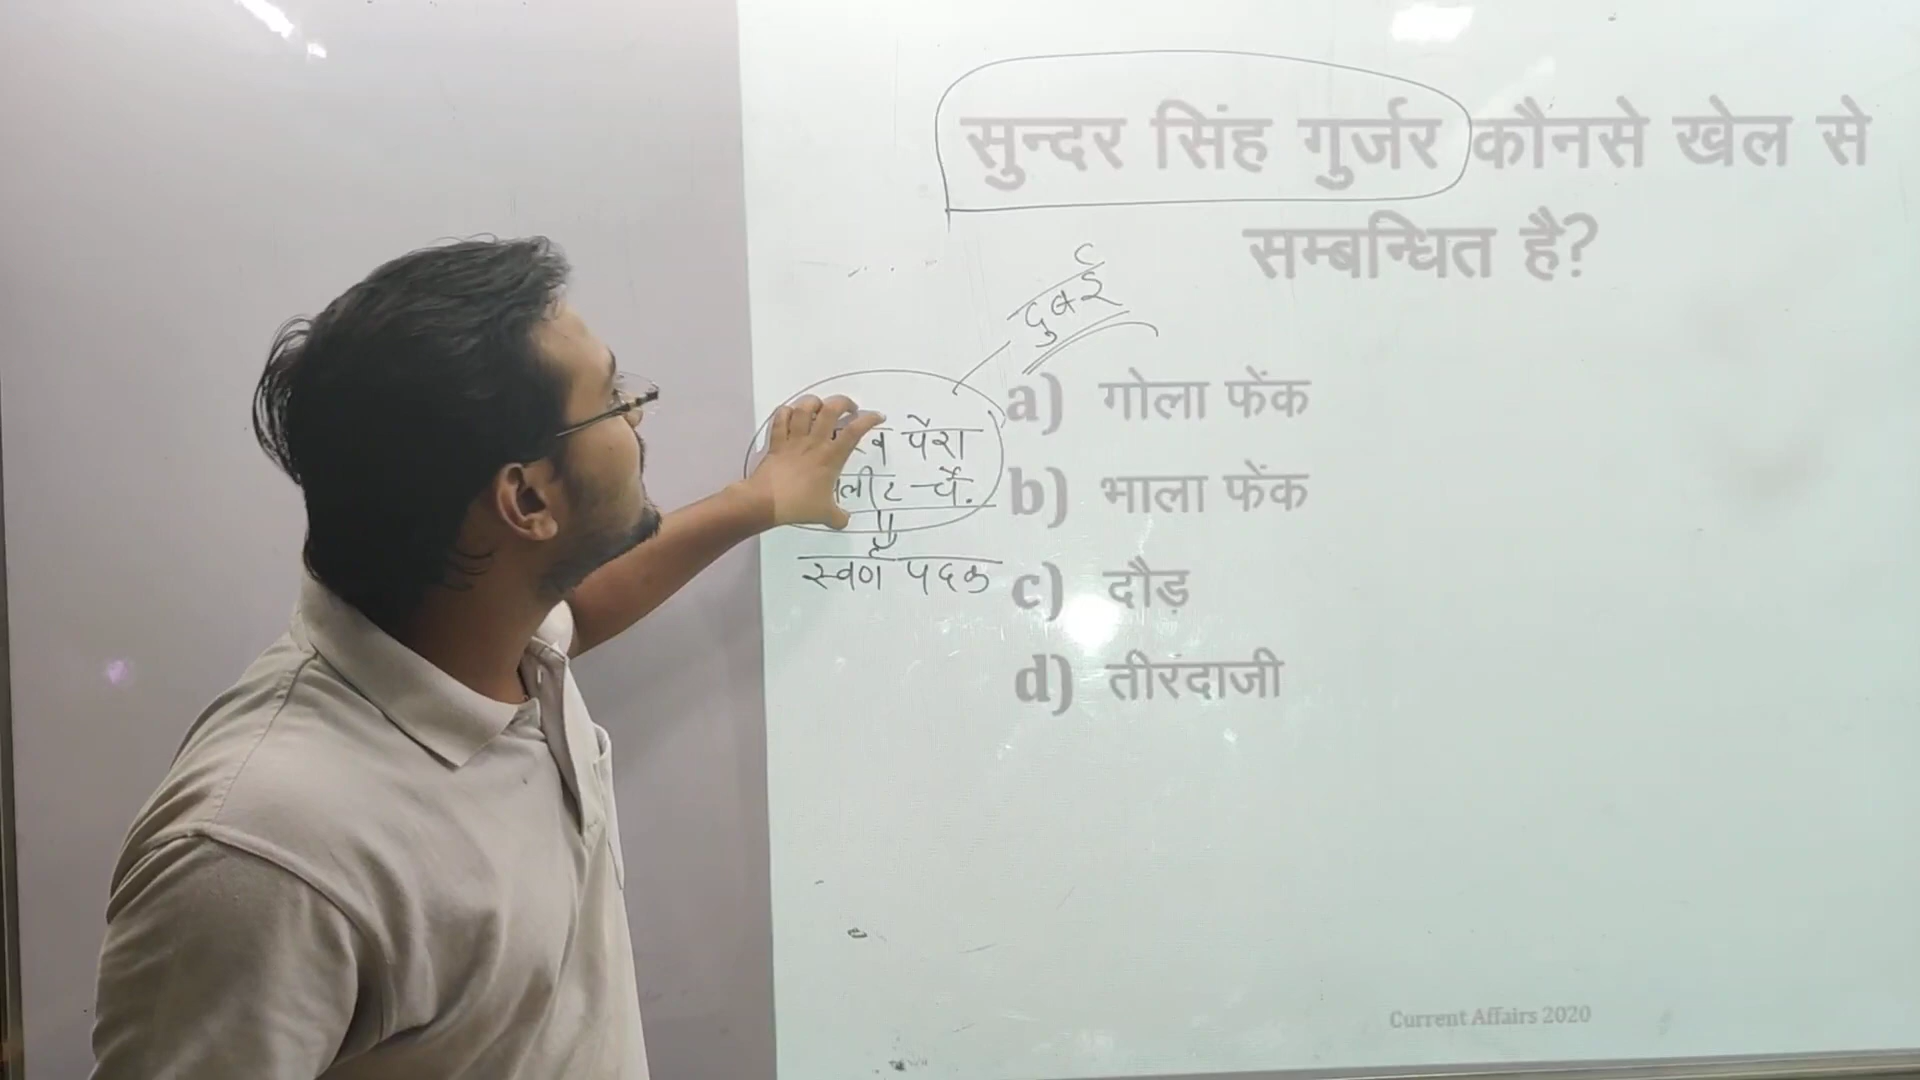 सुन्दर सिंह गुर्जर कौनसे खेल से
सम्बन्धित है?
दुबई
पैरा
चैं.
स्वर्ण पदक
a) गोला फेंक
b) भाला फेंक
c) दौड़
d) तीरंदाजी
Current Affairs 2020